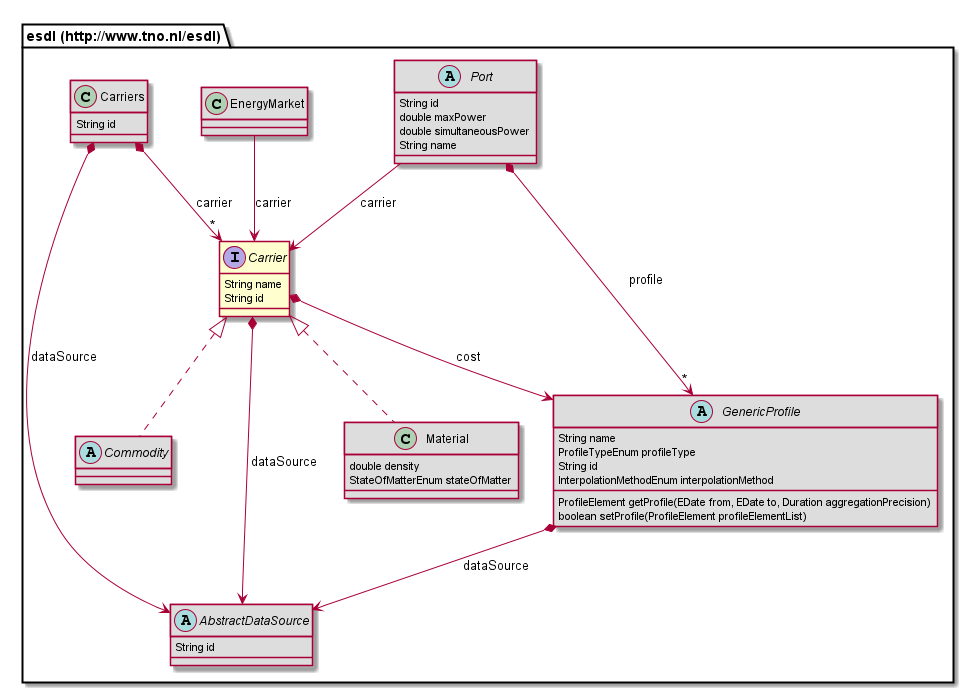 esdl (http://www.tno.nl/esdl)
C Carriers
String id
C EnergyMarket
A Port
String id
double maxPower
double simultaneousPower
String name
carrier
*
carrier
carrier
profile
*
I Carrier
String name
String id
dataSource
cost
A Commodity
dataSource
C Material
double density
StateOfMatterEnum stateOfMatter
A GenericProfile
String name
ProfileTypeEnum profileType
String id
InterpolationMethodEnum interpolationMethod
ProfileElement getProfile(EDate from, EDate to, Duration aggregationPrecision)
boolean setProfile(ProfileElement profileElementList)
dataSource
A AbstractDataSource
String id